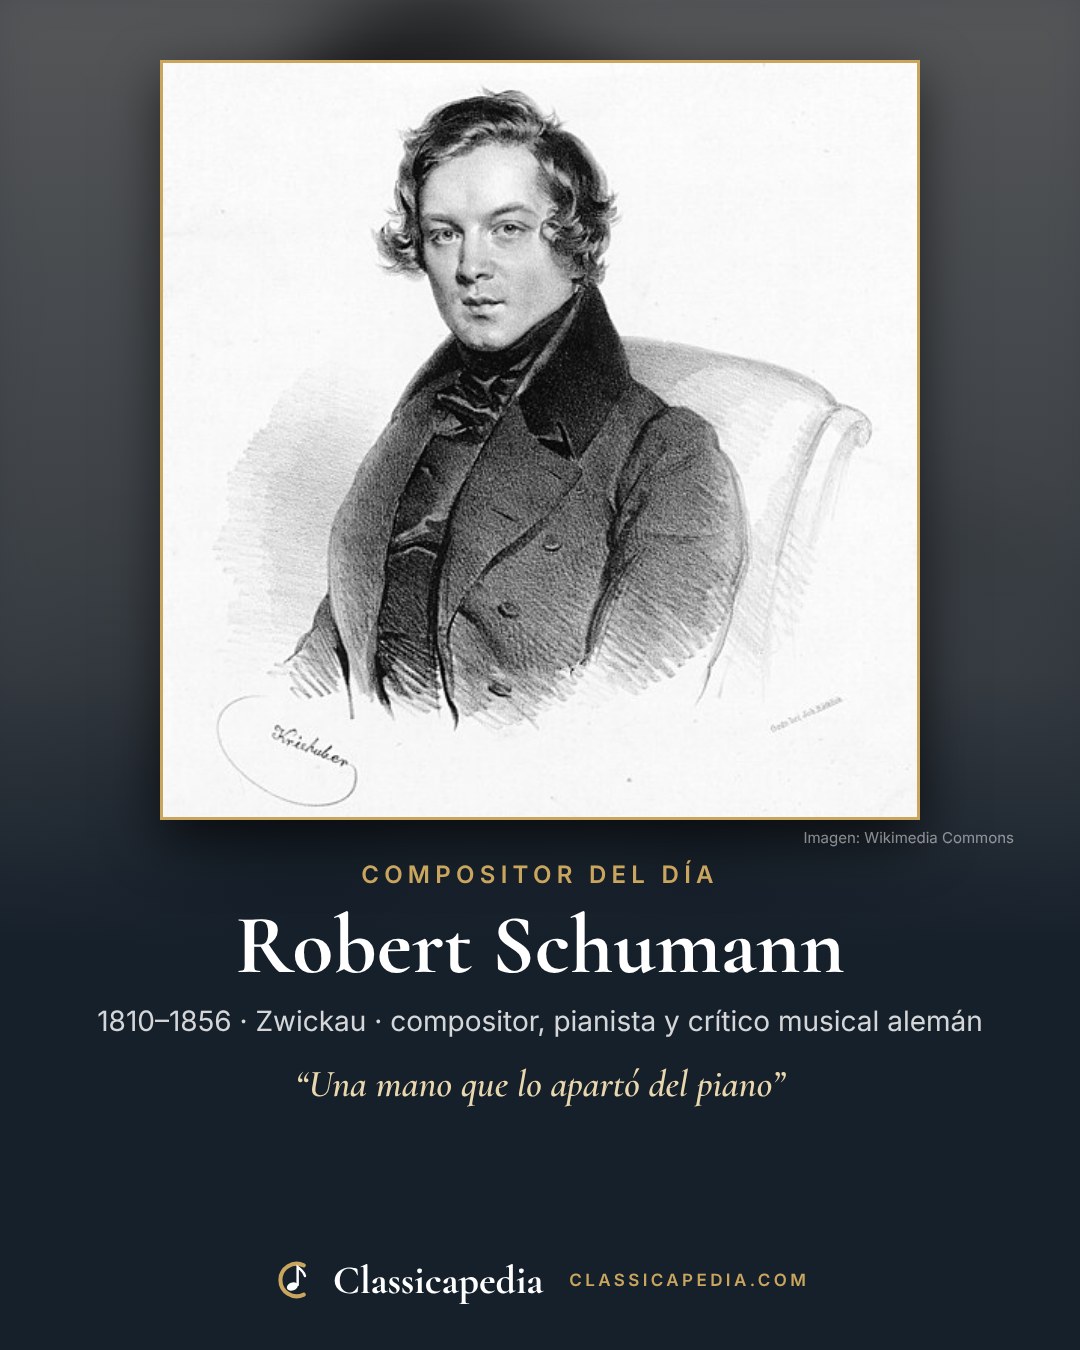 Kriehuber
Imagen: Wikimedia Commons
COMPOSITOR DEL DÍA
Robert Schumann
1810–1856 · Zwickau · compositor, pianista y crítico musical alemán
“Una mano que lo apartó del piano”
Classicapedia CLASSICAPEDIA.COM